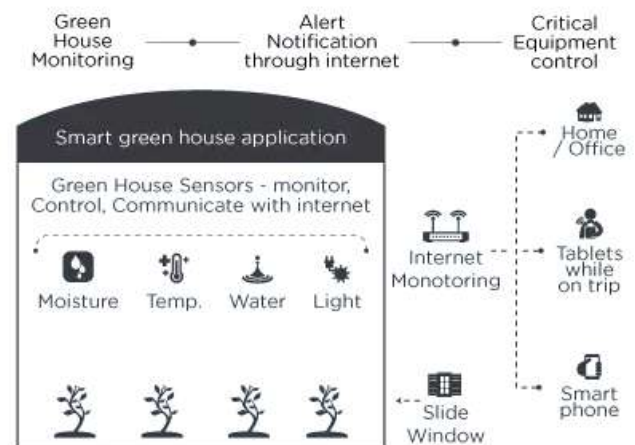 Green
House
Monitoring
Alert
Notification
through internet
Critical
Equipment
control
Smart green house application
Green House Sensors - monitor,
Control, Communicate with internet
Moisture
Temp.
Water
Light
Internet
Monotoring
Slide
Window
Home
/ Office
Tablets
while
on trip
Smart
phone